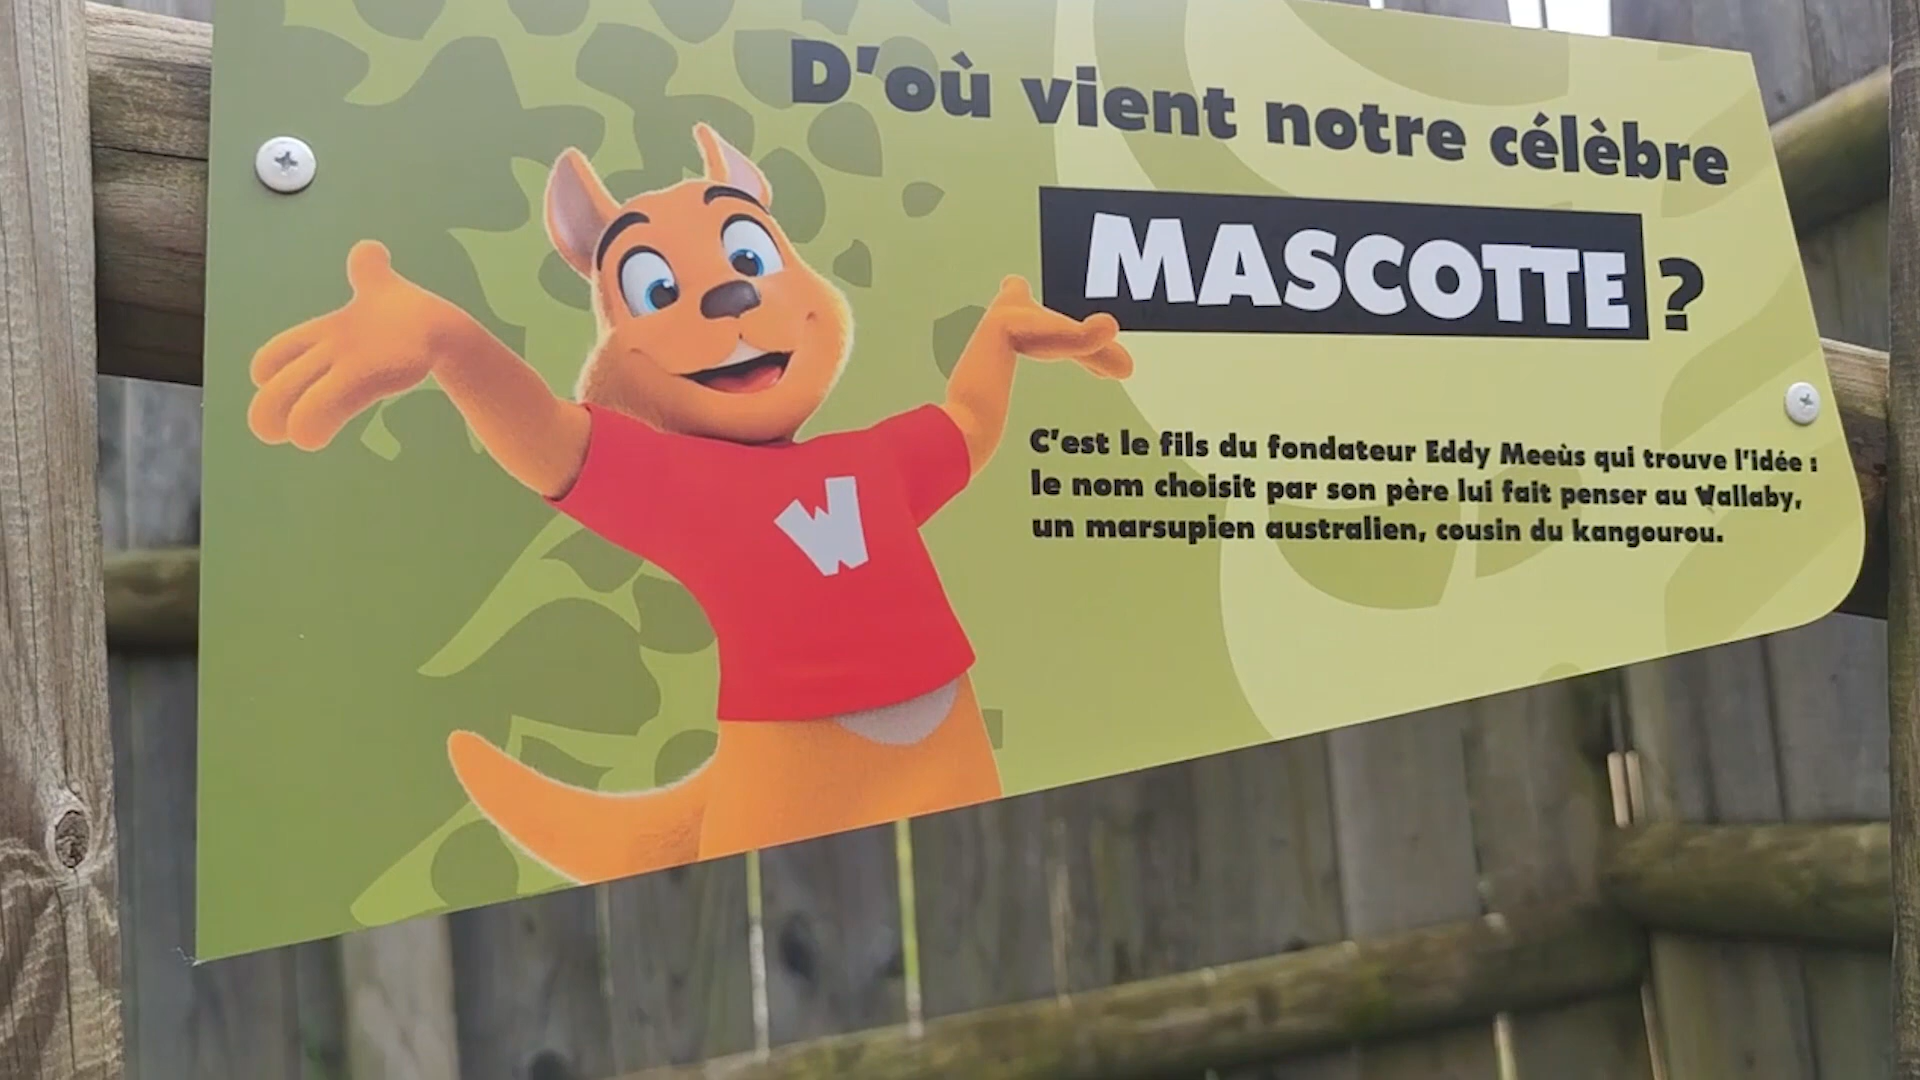 D'où vient notre célèbre
MASCOTTE ?
C'est le fils du fondateur Eddy Meeùs qui trouve l'idée :
le nom choisit par son père lui fait penser au Wallaby,
un marsupien australien, cousin du kangourou.
W